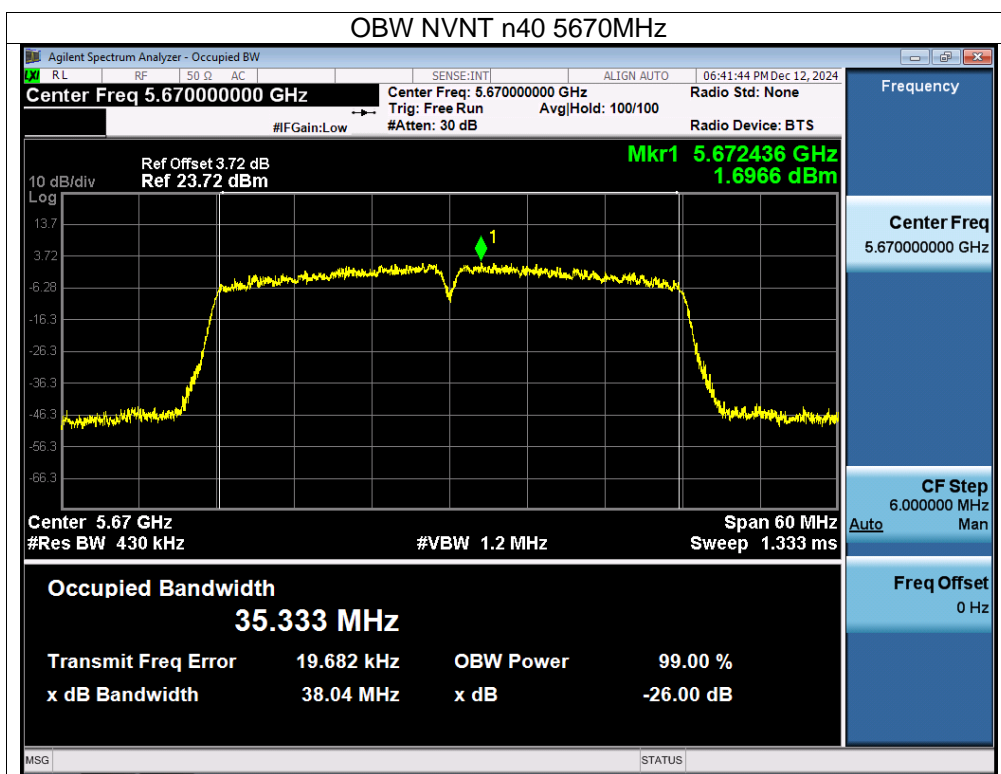 OBW NVNT n40 5670MHz
Agilent Spectrum Analyzer - Occupied BW
LXI RL RF 50 Ω AC SENSE:INT ALIGN AUTO 06:41:44 PM Dec 12, 2024
Center Freq 5.670000000 GHz
Center Freq: 5.670000000 GHz
Radio Std: None
Trig: Free Run Avg|Hold: 100/100
#IFGain:Low #Atten: 30 dB Radio Device: BTS
Mkr1 5.672436 GHz
1.6966 dBm
Ref Offset 3.72 dB
10 dB/div Ref 23.72 dBm
Log
13.7
3.72
-6.28
-16.3
-26.3
-36.3
-46.3
-56.3
-66.3
1
Center 5.67 GHz Span 60 MHz
#Res BW 430 kHz #VBW 1.2 MHz Sweep 1.333 ms
Occupied Bandwidth
35.333 MHz
Transmit Freq Error 19.682 kHz OBW Power 99.00 %
x dB Bandwidth 38.04 MHz x dB -26.00 dB
MSG STATUS
Frequency
Center Freq
5.670000000 GHz
CF Step
6.000000 MHz
Auto Man
Freq Offset
0 Hz